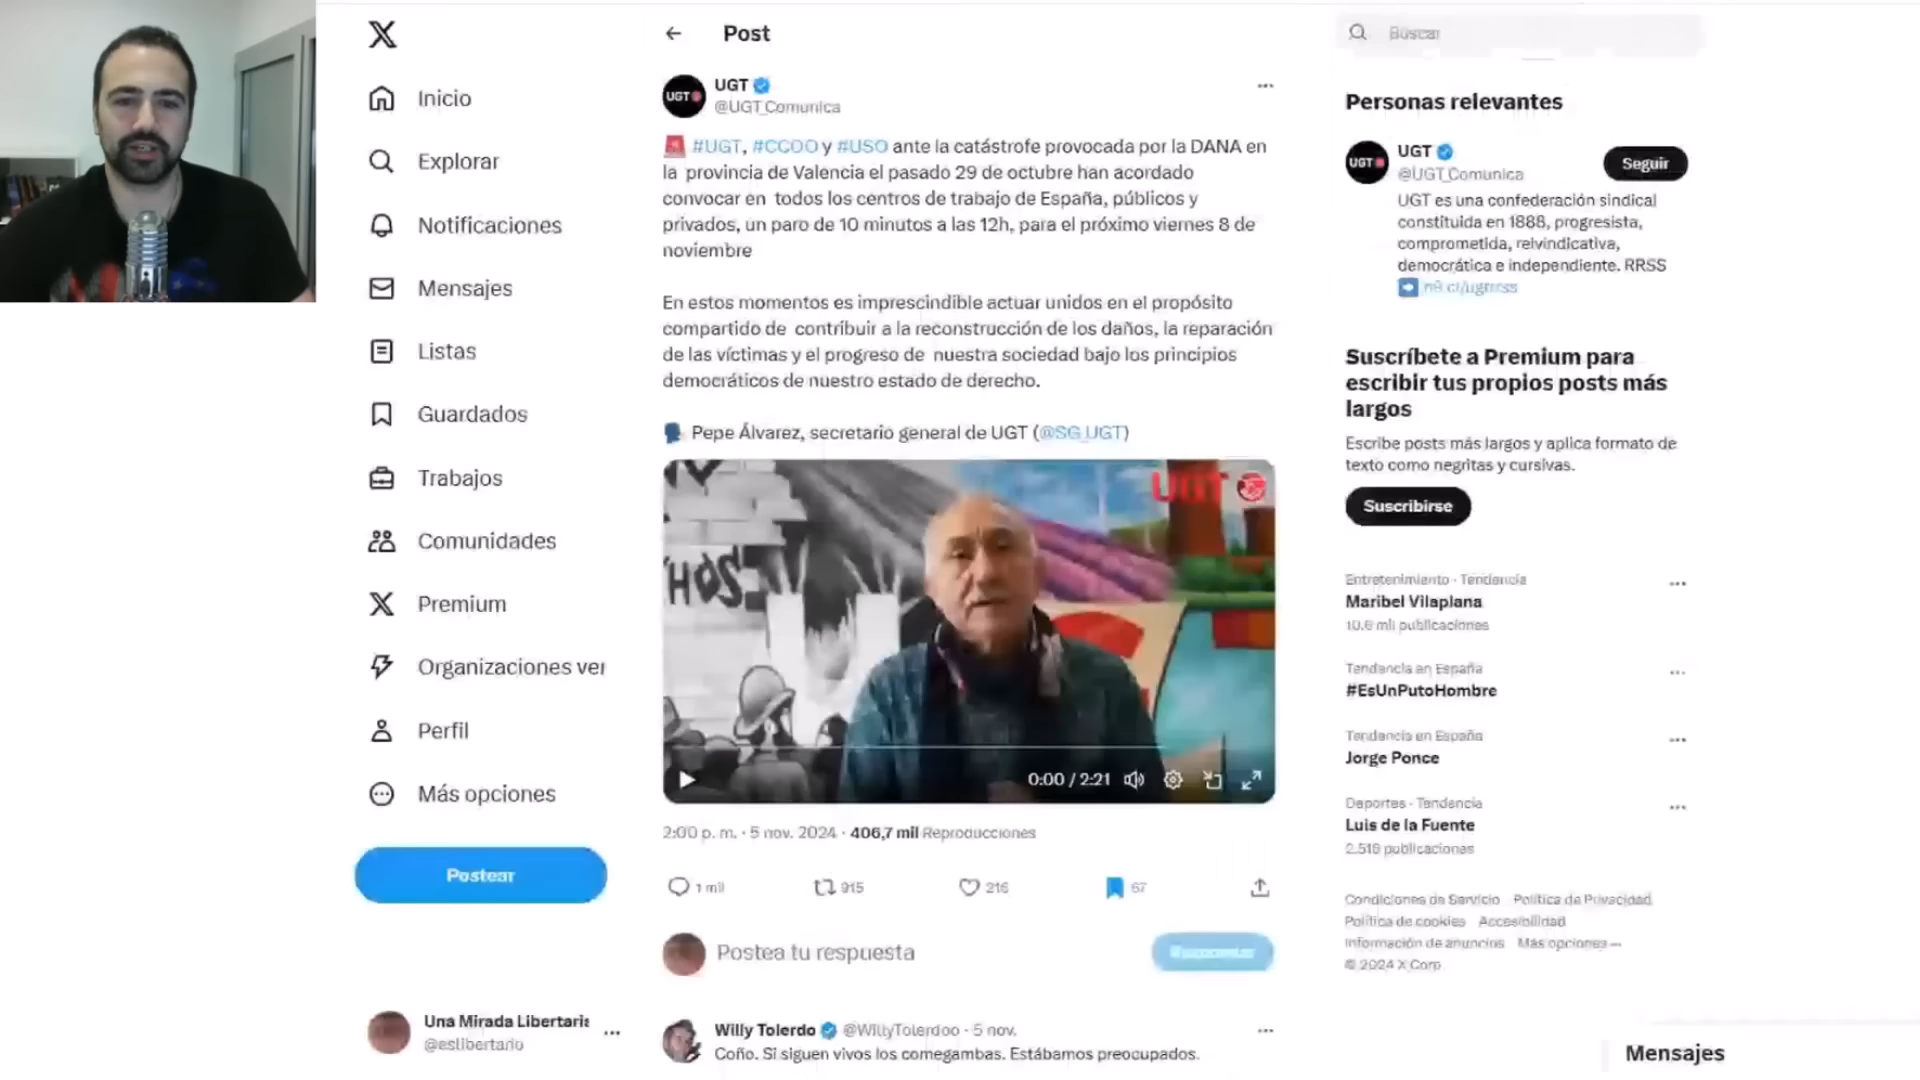 Inicio
Explorar
Notificaciones
Mensajes
Listas
Guardados
Trabajos
Comunidades
Premium
Organizaciones ver
Perfil
Más opciones
Postear
Una Mirada Libertaria
@eslibertario
Post
UGT
UGT
@UGT_Comunica
#UGT, #CCOO y #USO ante la catástrofe provocada por la DANA en
la provincia de Valencia el pasado 29 de octubre han acordado
convocar en todos los centros de trabajo de España, públicos y
privados, un paro de 10 minutos a las 12h, para el próximo viernes 8 de
noviembre
En estos momentos es imprescindible actuar unidos en el propósito
compartido de contribuir a la reconstrucción de los daños, la reparación
de las víctimas y el progreso de nuestra sociedad bajo los principios
democráticos de nuestro estado de derecho.
Pepe Álvarez, secretario general de UGT (@SG_UGT)
UGT
HOS
0:00 / 2:21
2:00 p. m. · 5 nov. 2024 · 406,7 mil Reproducciones
1 mil 915 216 67
Postea tu respuesta
Willy Tolerdo @WillyTolerdoo · 5 nov.
Coño. Si siguen vivos los comegambas. Estábamos preocupados.
Buscar
Personas relevantes
UGT
UGT
@UGT_Comunica
Seguir
UGT es una confederación sindical
constituida en 1888, progresista,
comprometida, reivindicativa,
democrática e independiente. RRSS
Suscríbete a Premium para
escribir tus propios posts más
largos
Escribe posts más largos y aplica formato de
texto como negritas y cursivas.
Suscribirse
Entretenimiento · Tendencia
Maribel Vilaplana
10,6 mil publicaciones
Tendencia en España
#EsUnPutoHombre
Tendencia en España
Jorge Ponce
Deportes · Tendencia
Luis de la Fuente
2.516 publicaciones
Condiciones de Servicio Política de Privacidad
Política de cookies Accesibilidad
Información de anuncios Más opciones
© 2024 X Corp
Mensajes